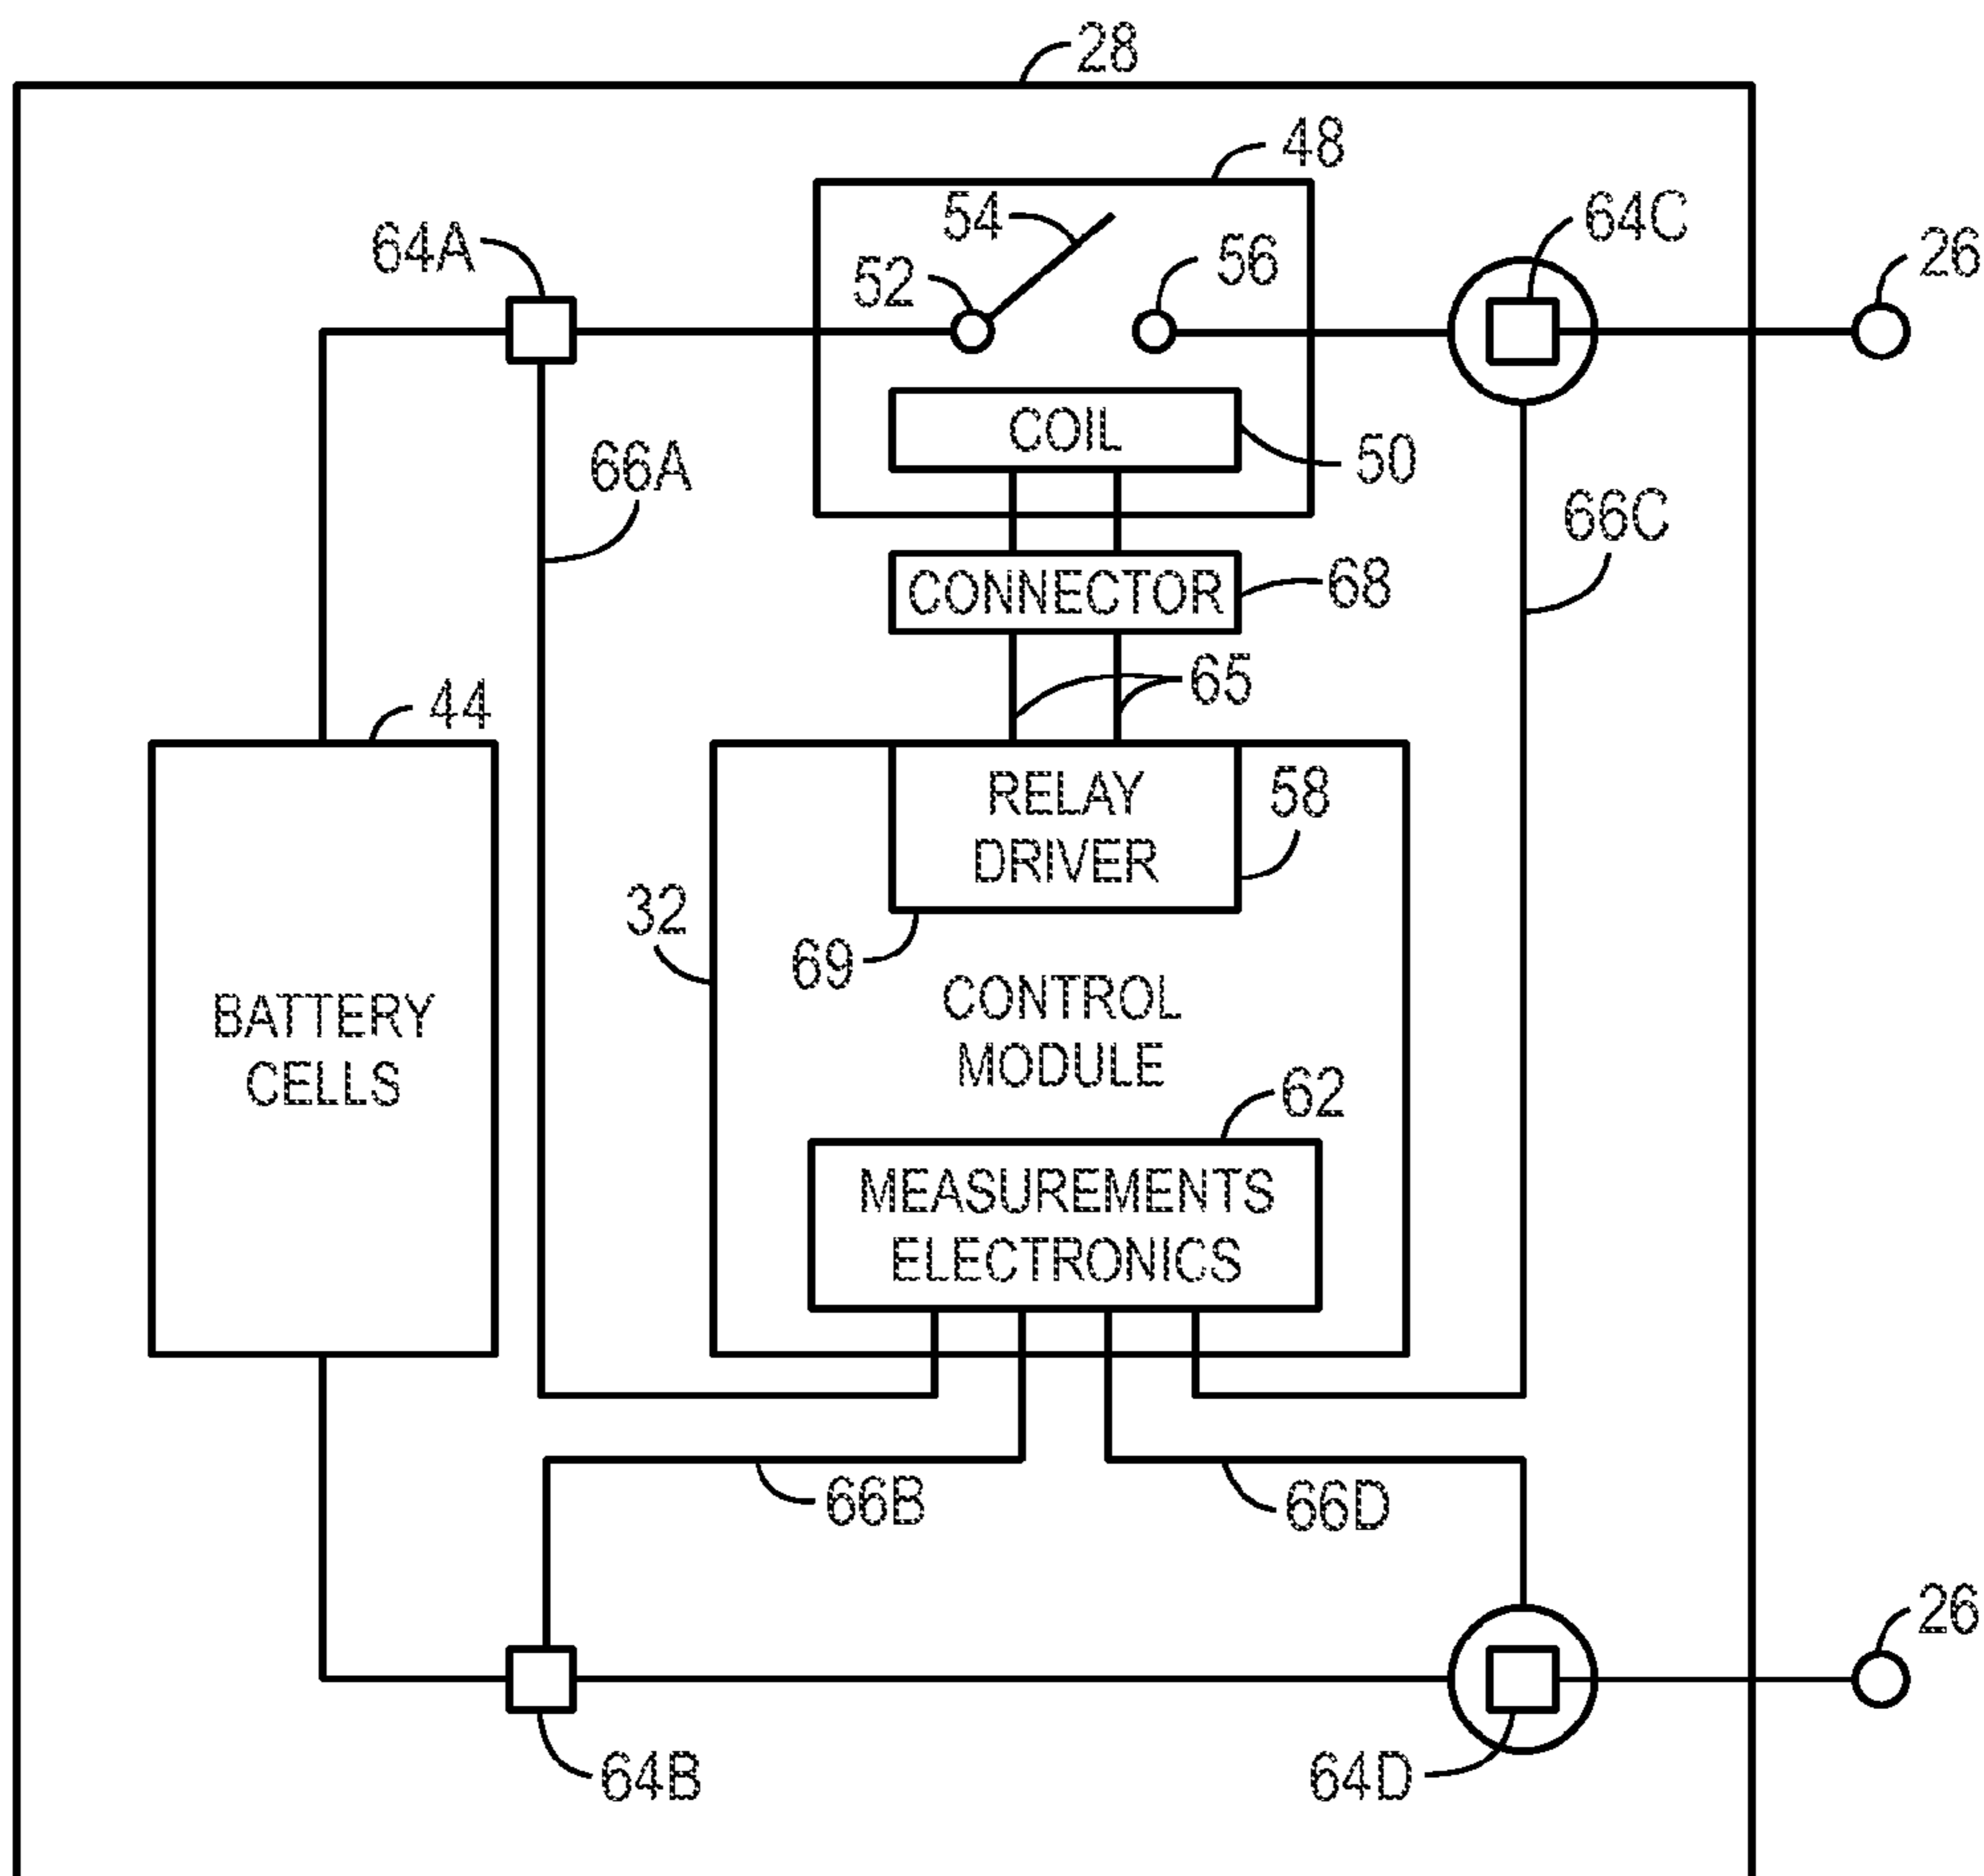 28
48
54
64C
64A
56
26
52
COIL
50
66A
66C
CONNECTOR
68
65
44
RELAY
DRIVER
58
32
69
CONTROL
MODULE
BATTERY
CELLS
62
MEASUREMENTS
ELECTRONICS
66B
66D
26
64B
64D